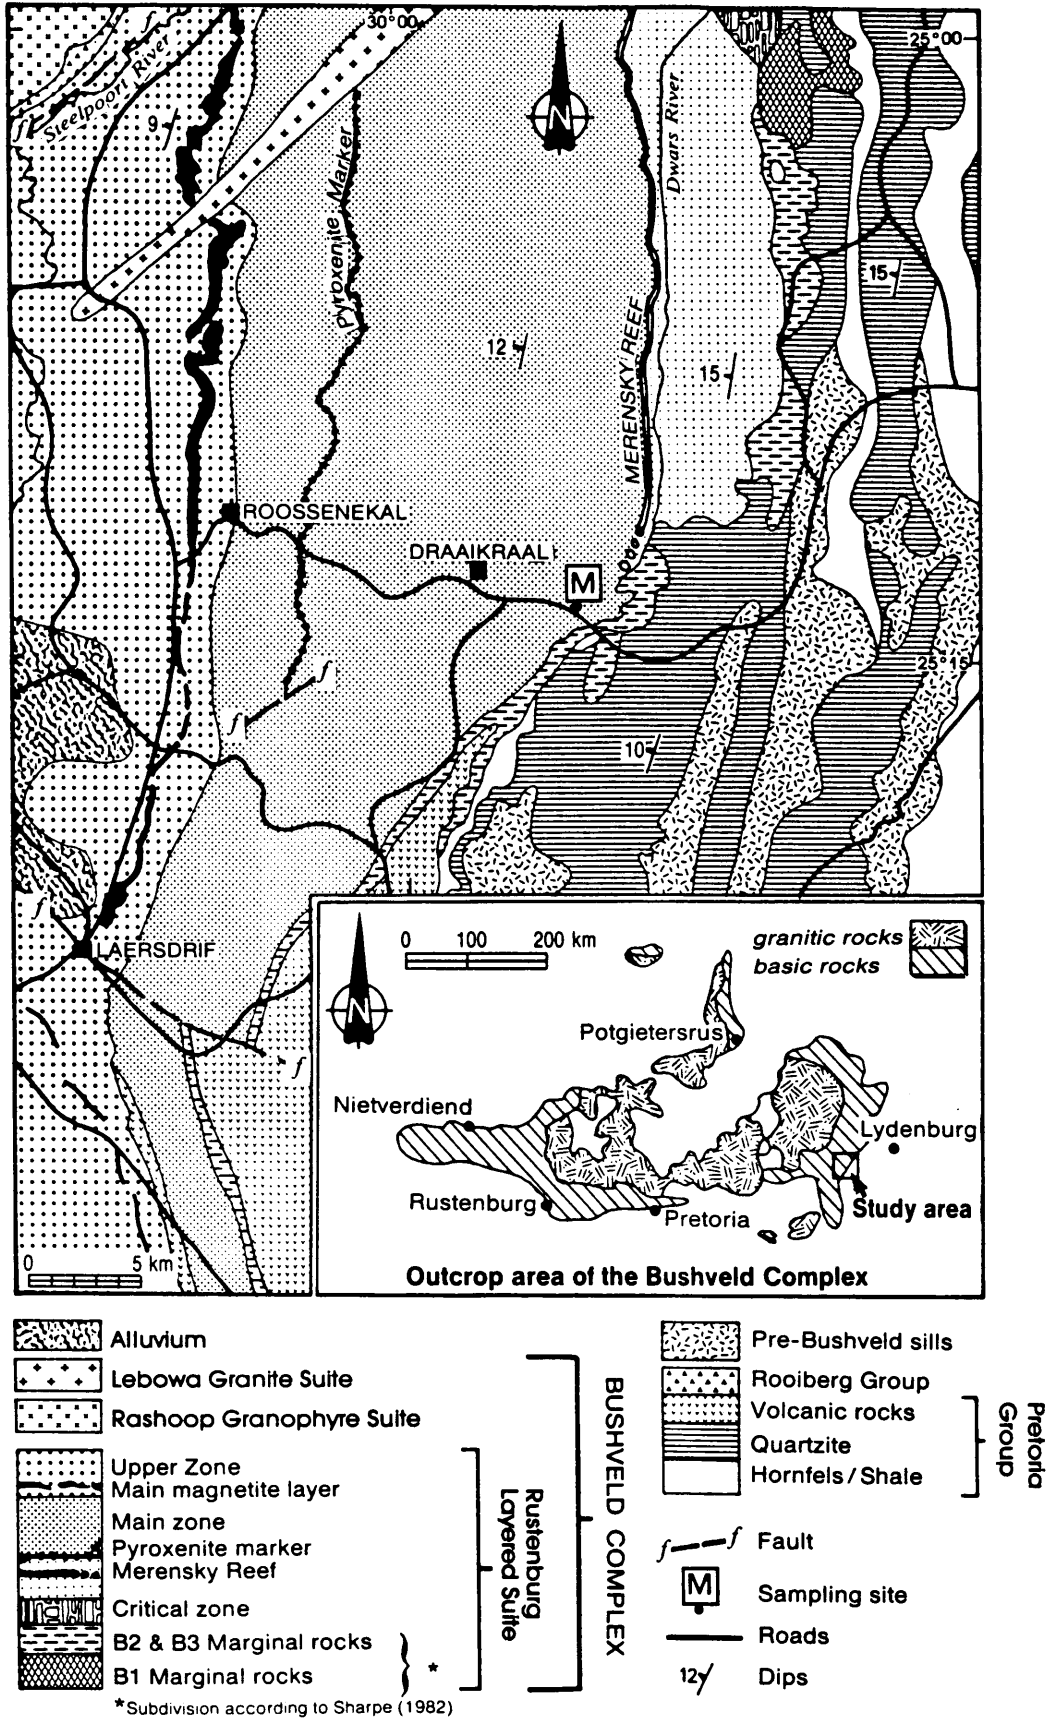 30°00'
25°00
Steelpoort River
9
N
Pyroxenite Marker
Dwars River
15
12
MERENSKY REEF
15
ROOSSENEKAL
DRAAIKRAAL
M
25°15
f
f
10
f
LAERSDRIF
f
0 5 km
0 100 200 km
granitic rocks
basic rocks
N
Potgietersrus
Nietverdiend
Lydenburg
Rustenburg
Pretoria
Study area
Outcrop area of the Bushveld Complex
Alluvium
Lebowa Granite Suite
Rashoop Granophyre Suite
Upper Zone
Main magnetite layer
Main zone
Pyroxenite marker
Merensky Reef
Critical zone
B2 & B3 Marginal rocks
B1 Marginal rocks
*
*Subdivision according to Sharpe (1982)
Rustenburg
Layered Suite
BUSHVELD COMPLEX
Pre-Bushveld sills
Rooiberg Group
Volcanic rocks
Quartzite
Hornfels/Shale
Pretoria
Group
f f Fault
M Sampling site
Roads
12 Dips